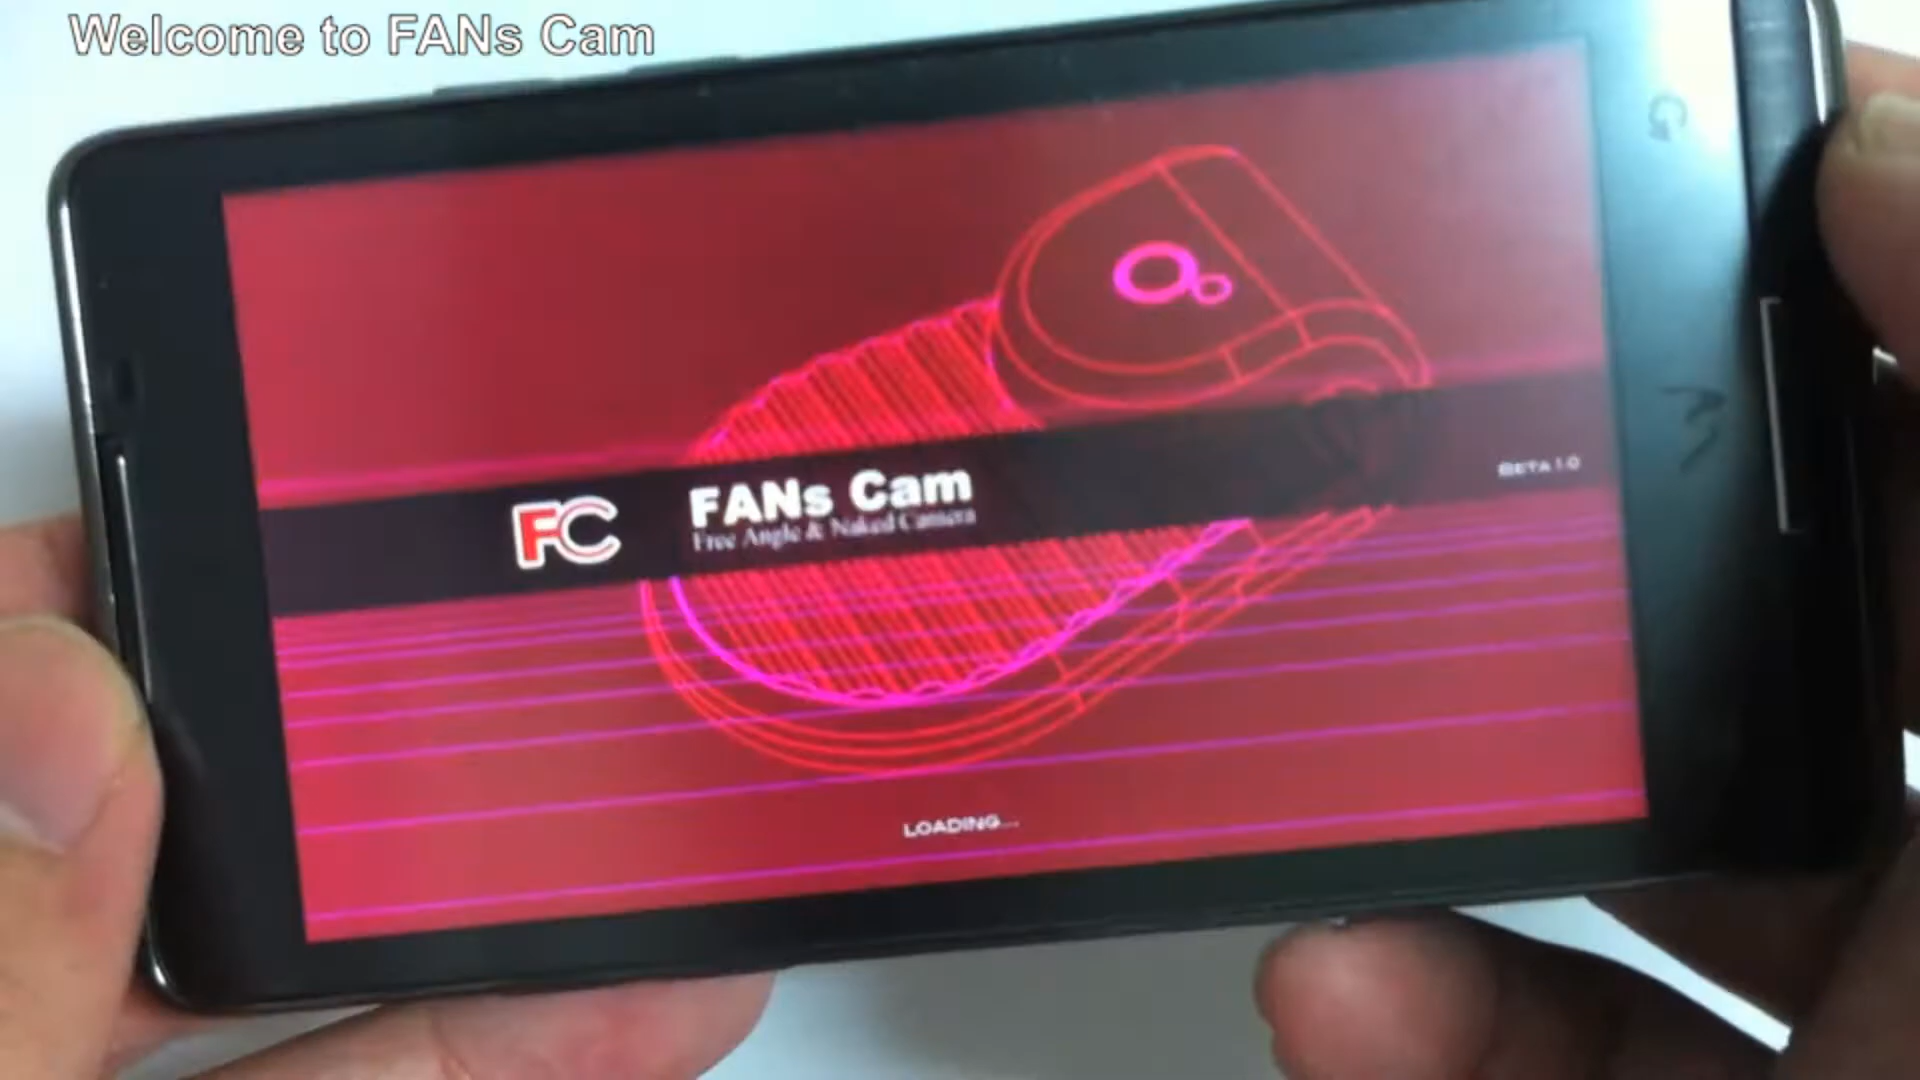 Welcome to FANs Cam
FC
FANs Cam
Free Angle & Naked Camera
BETA 1.0
LOADING...